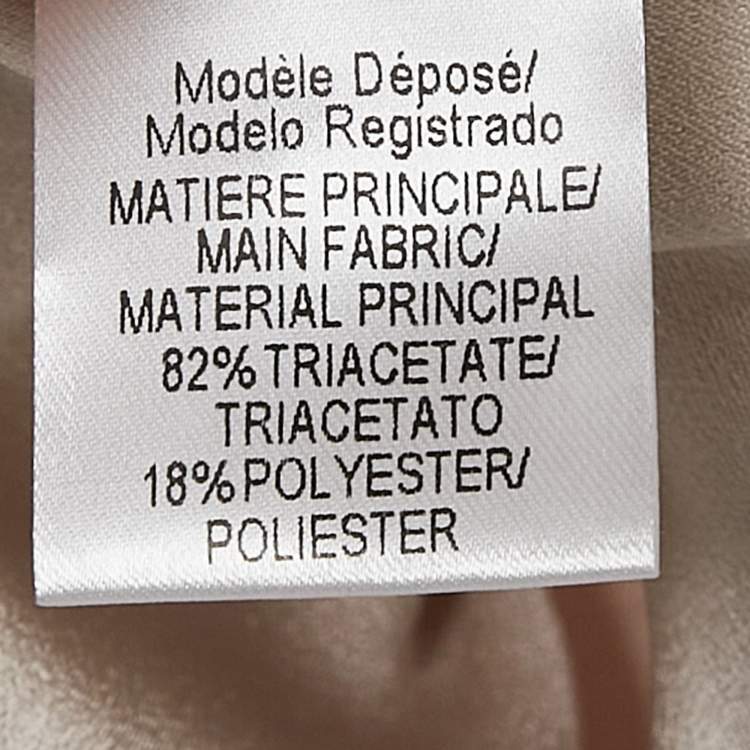 Modèle Déposé/
Modelo Registrado
MATIERE PRINCIPALE/
MAIN FABRIC/
MATERIAL PRINCIPAL
82% TRIACETATE/
TRIACETATO
18% POLYESTER/
POLIESTER